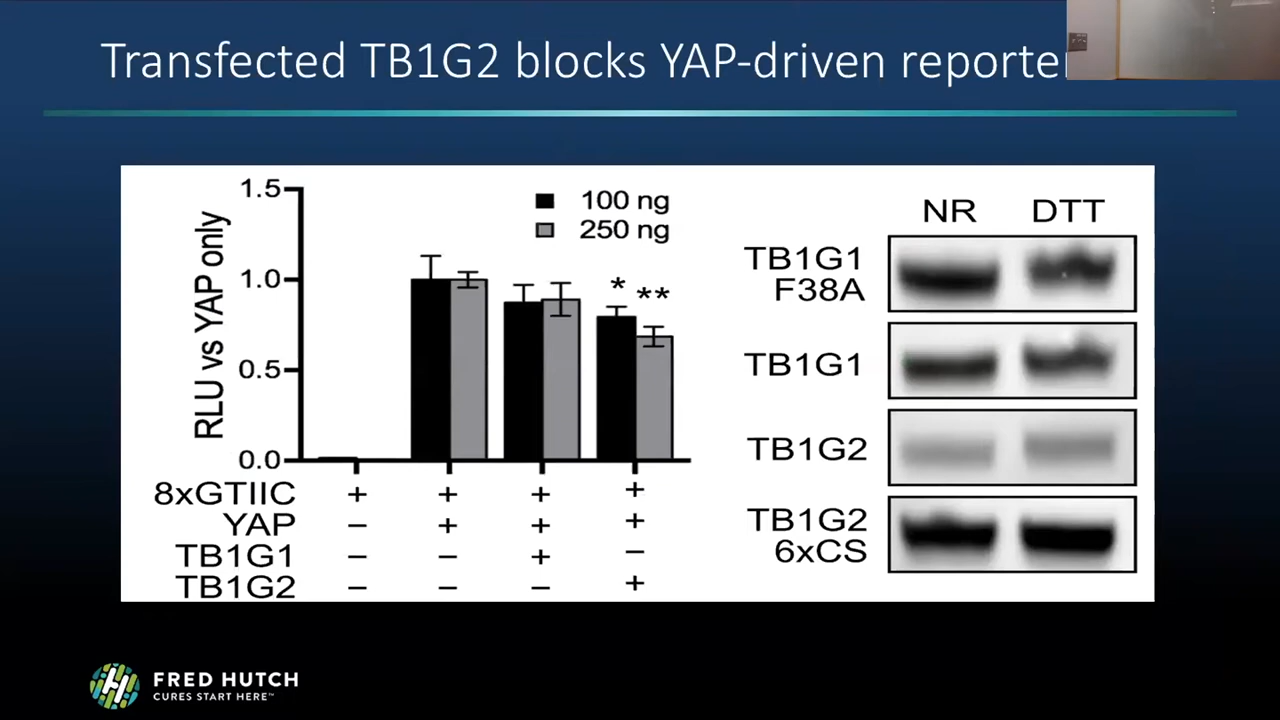 Transfected TB1G2 blocks YAP-driven reporte
1.5
1.0
0.5
0.0
RLU vs YAP only
100 ng
250 ng
* **
8xGTIIC + + + +
YAP – + + +
TB1G1 – – + –
TB1G2 – – – +
NR DTT
TB1G1
F38A
TB1G1
TB1G2
TB1G2
6xCS
FRED HUTCH
CURES START HERE™